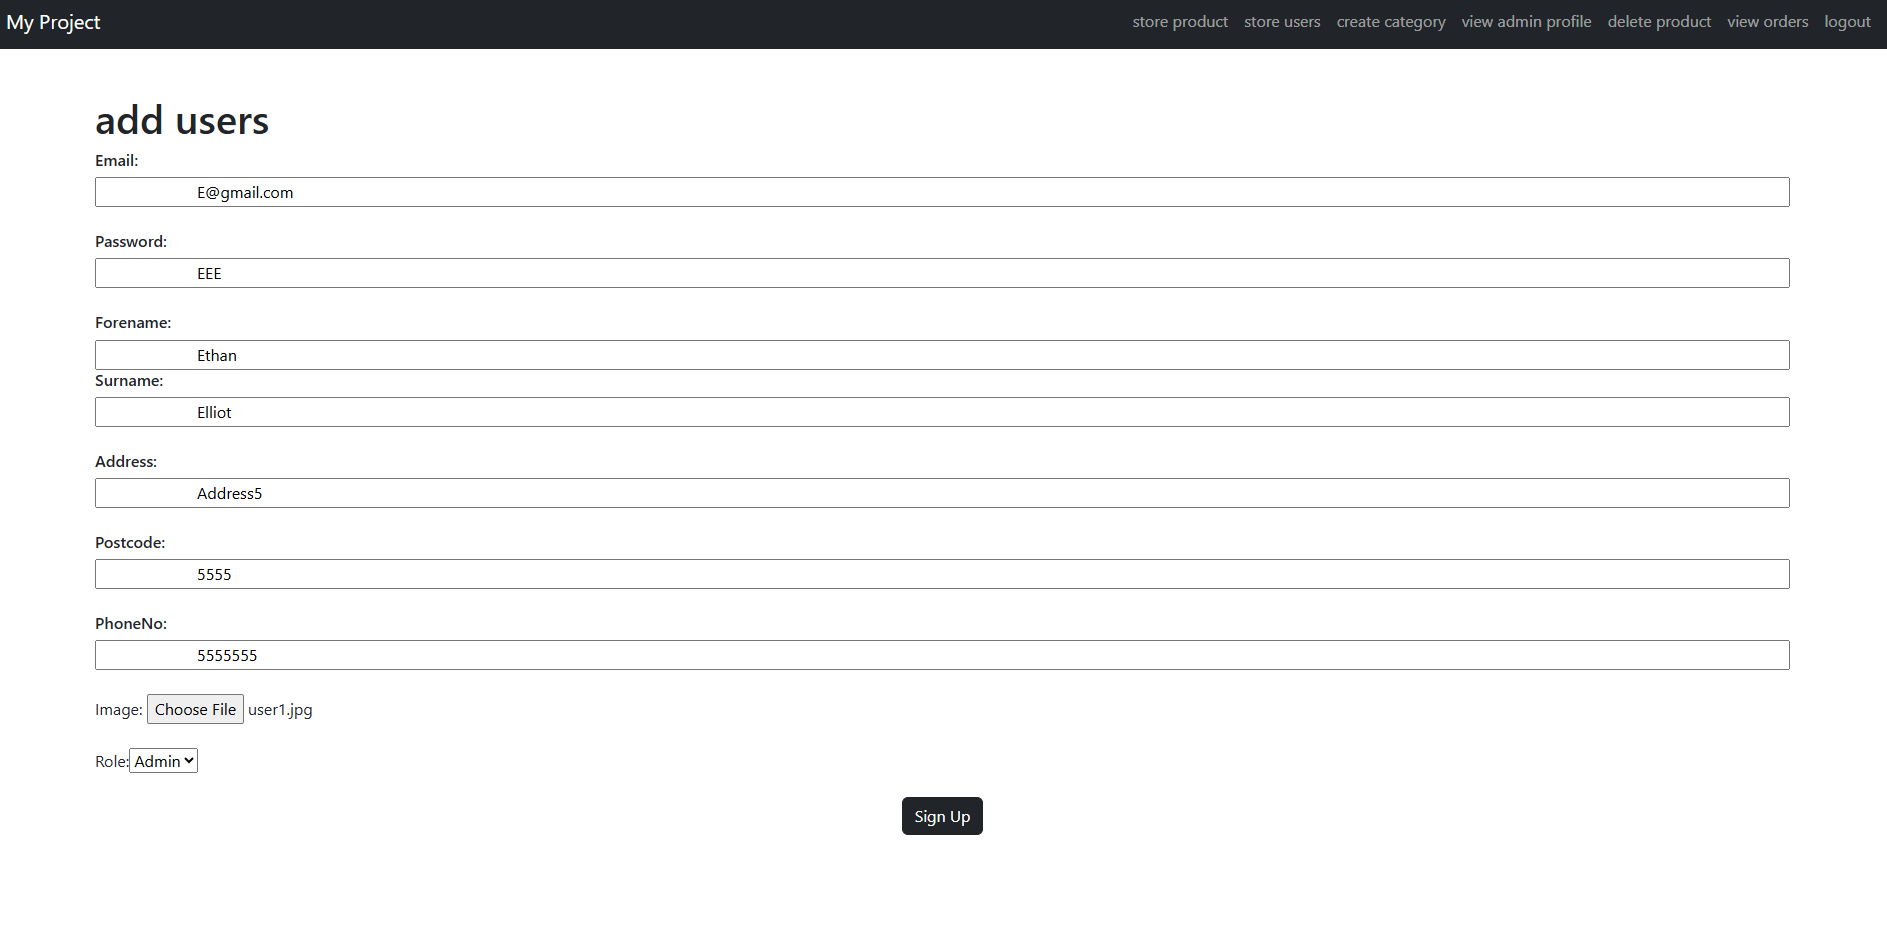 My Project store product store users create category view admin profile delete product view orders logout
add users
Email:
E@gmail.com
Password:
EEE
Forename:
Ethan
Surname:
Elliot
Address:
Address5
Postcode:
5555
PhoneNo:
5555555
Image: Choose File user1.jpg
Role:Admin
Sign Up